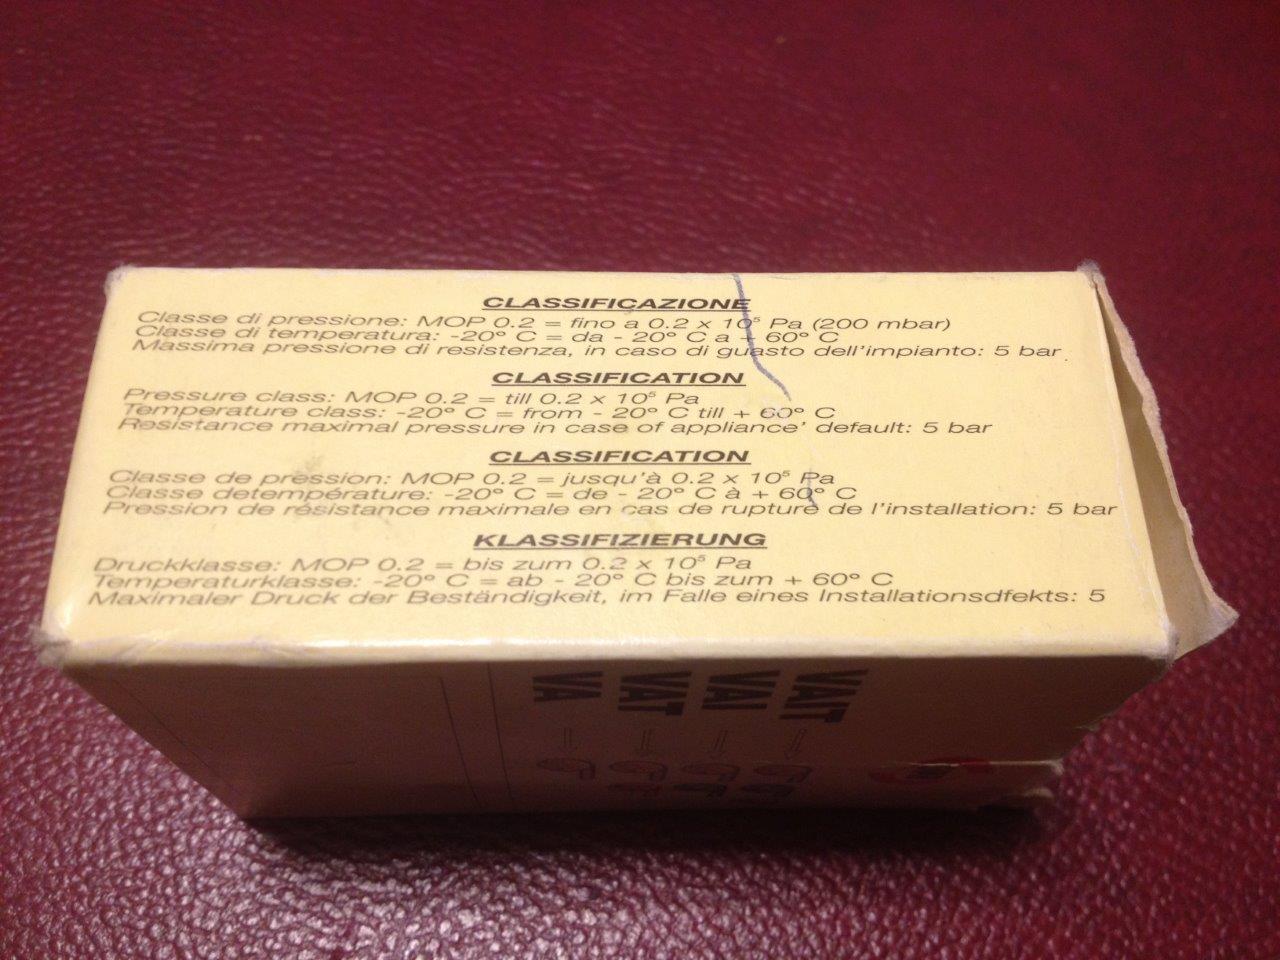 CLASSIFICAZIONE
Classe di pressione: MOP 0.2 = fino a 0.2 x 10⁵ Pa (200 mbar)
Classe di temperatura: -20° C = da - 20° C a + 60° C
Massima pressione di resistenza, in caso di guasto dell'impianto: 5 bar.
CLASSIFICATION
Pressure class: MOP 0.2 = till 0.2 x 10⁵ Pa
Temperature class: -20° C = from - 20° C till + 60° C
Resistance maximal pressure in case of appliance' default: 5 bar
CLASSIFICATION
Classe de pression: MOP 0.2 = jusqu'à 0.2 x 10⁵ Pa
Classe detempérature: -20° C = de - 20° C à + 60° C
Pression de résistance maximale en cas de rupture de l'installation: 5 bar
KLASSIFIZIERUNG
Druckklasse: MOP 0.2 = bis zum 0.2 x 10⁵ Pa
Temperaturklasse: -20° C = ab - 20° C bis zum + 60° C
Maximaler Druck der Beständigkeit, im Falle eines Installationsdfekts: 5
VAIT
VAI
VAT
VA